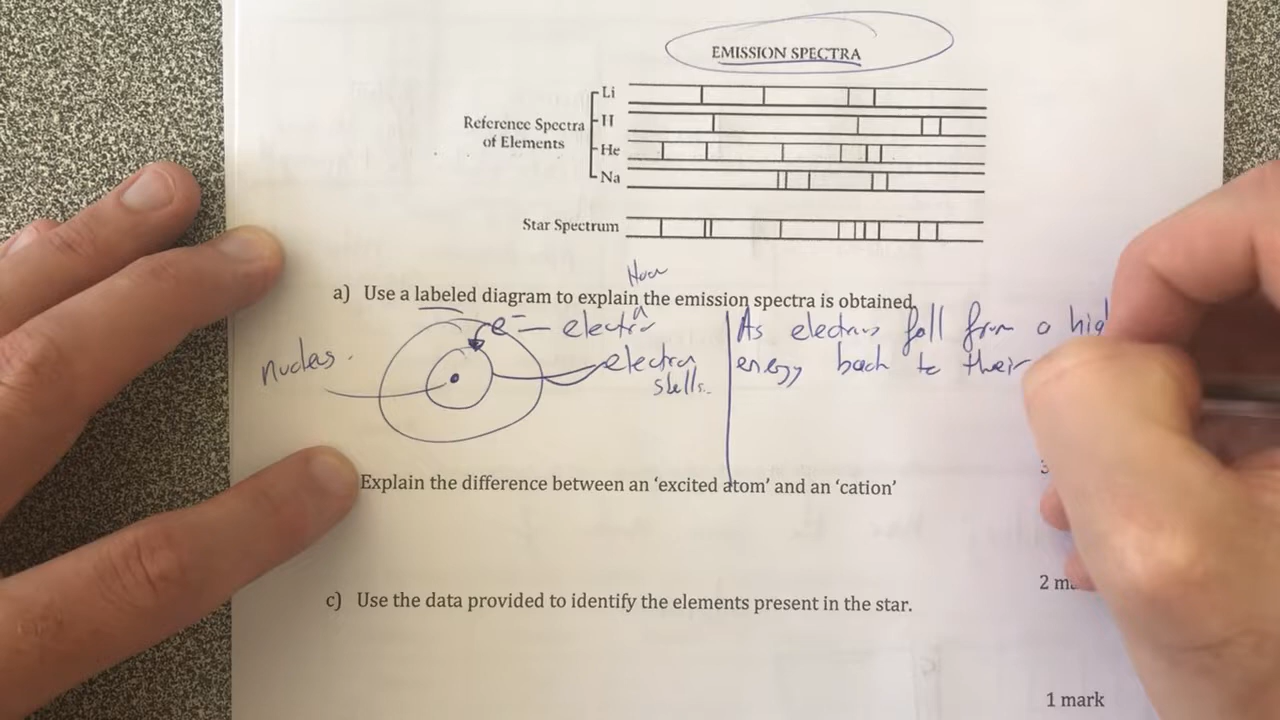 EMISSION SPECTRA
Li
Reference Spectra
of Elements
H
He
Na
Star Spectrum
How
a) Use a labeled diagram to explain the emission spectra is obtained
e⁻ — electron
nucleus.
electron
shells.
As electrons fall from a high
energy back to their
Explain the difference between an ‘excited atom’ and an ‘cation’
2 m
c) Use the data provided to identify the elements present in the star.
1 mark